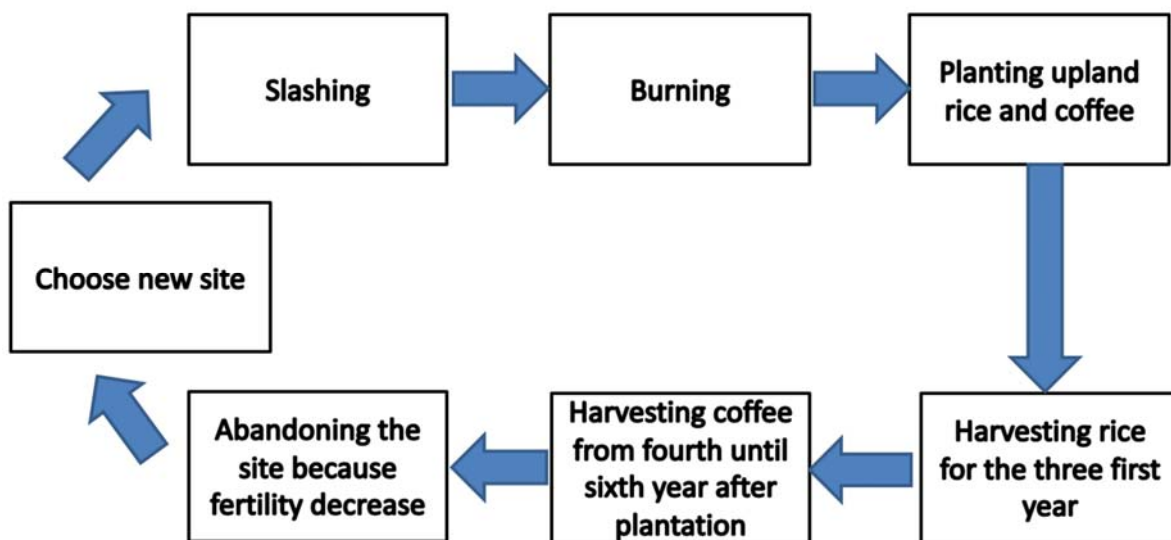 Slashing
Burning
Planting upland
rice and coffee
Harvesting rice
for the three first
year
Harvesting coffee
from fourth until
sixth year after
plantation
Abandoning the
site because
fertility decrease
Choose new site